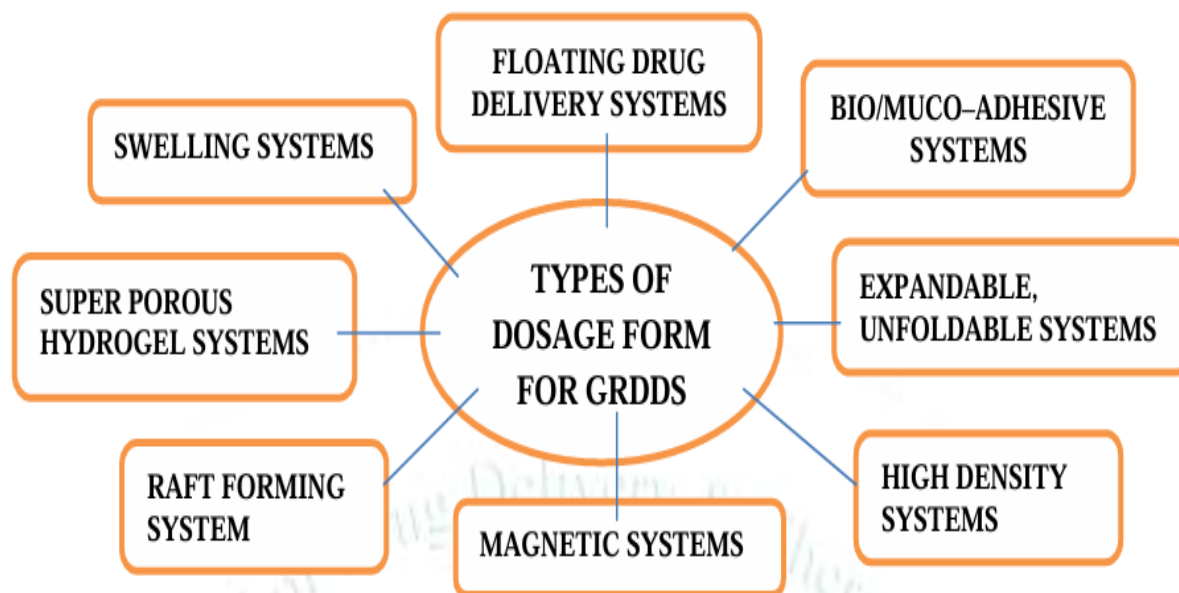 FLOATING DRUG
DELIVERY SYSTEMS
BIO/MUCO–ADHESIVE
SYSTEMS
SWELLING SYSTEMS
EXPANDABLE,
UNFOLDABLE SYSTEMS
TYPES OF
DOSAGE FORM
FOR GRDDS
SUPER POROUS
HYDROGEL SYSTEMS
HIGH DENSITY
SYSTEMS
RAFT FORMING
SYSTEM
MAGNETIC SYSTEMS
Delivery